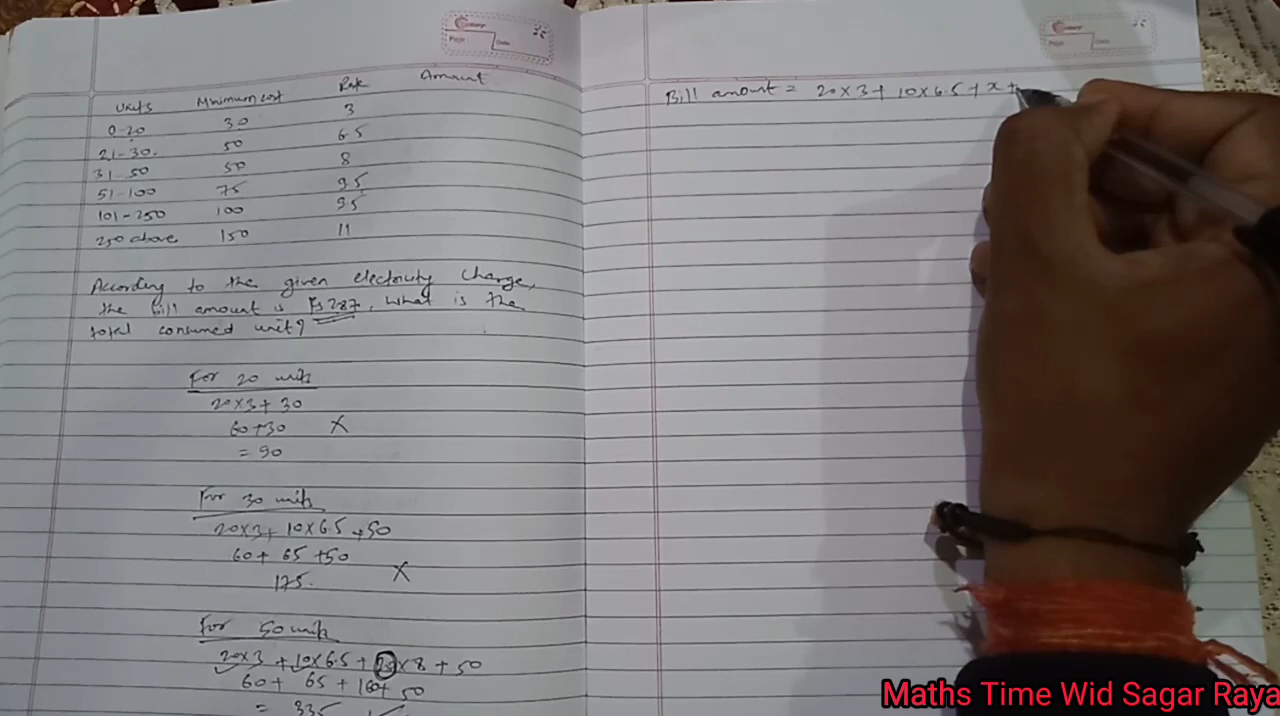 Units Minimum cost Rate Amount
0-20 30 3
21-30. 50 6.5
31-50 50 8
51-100 75 9.5
101-250 100 9.5
250 above 150 11
According to the given electricity charge,
the bill amount is Rs 287. What is the
total consumed unit?
For 20 units
20×3+ 30
60+30 X
= 90
For 30 units
20×3+ 10×6.5 +50
60+ 65 +50
175. X
For 50 units
20×3 +10×6.5+ 20×8 + 50
60+ 65 + 160+ 50
= 335
Bill amount = 20×3+ 10×6.5+x+
Maths Time Wid Sagar Raya